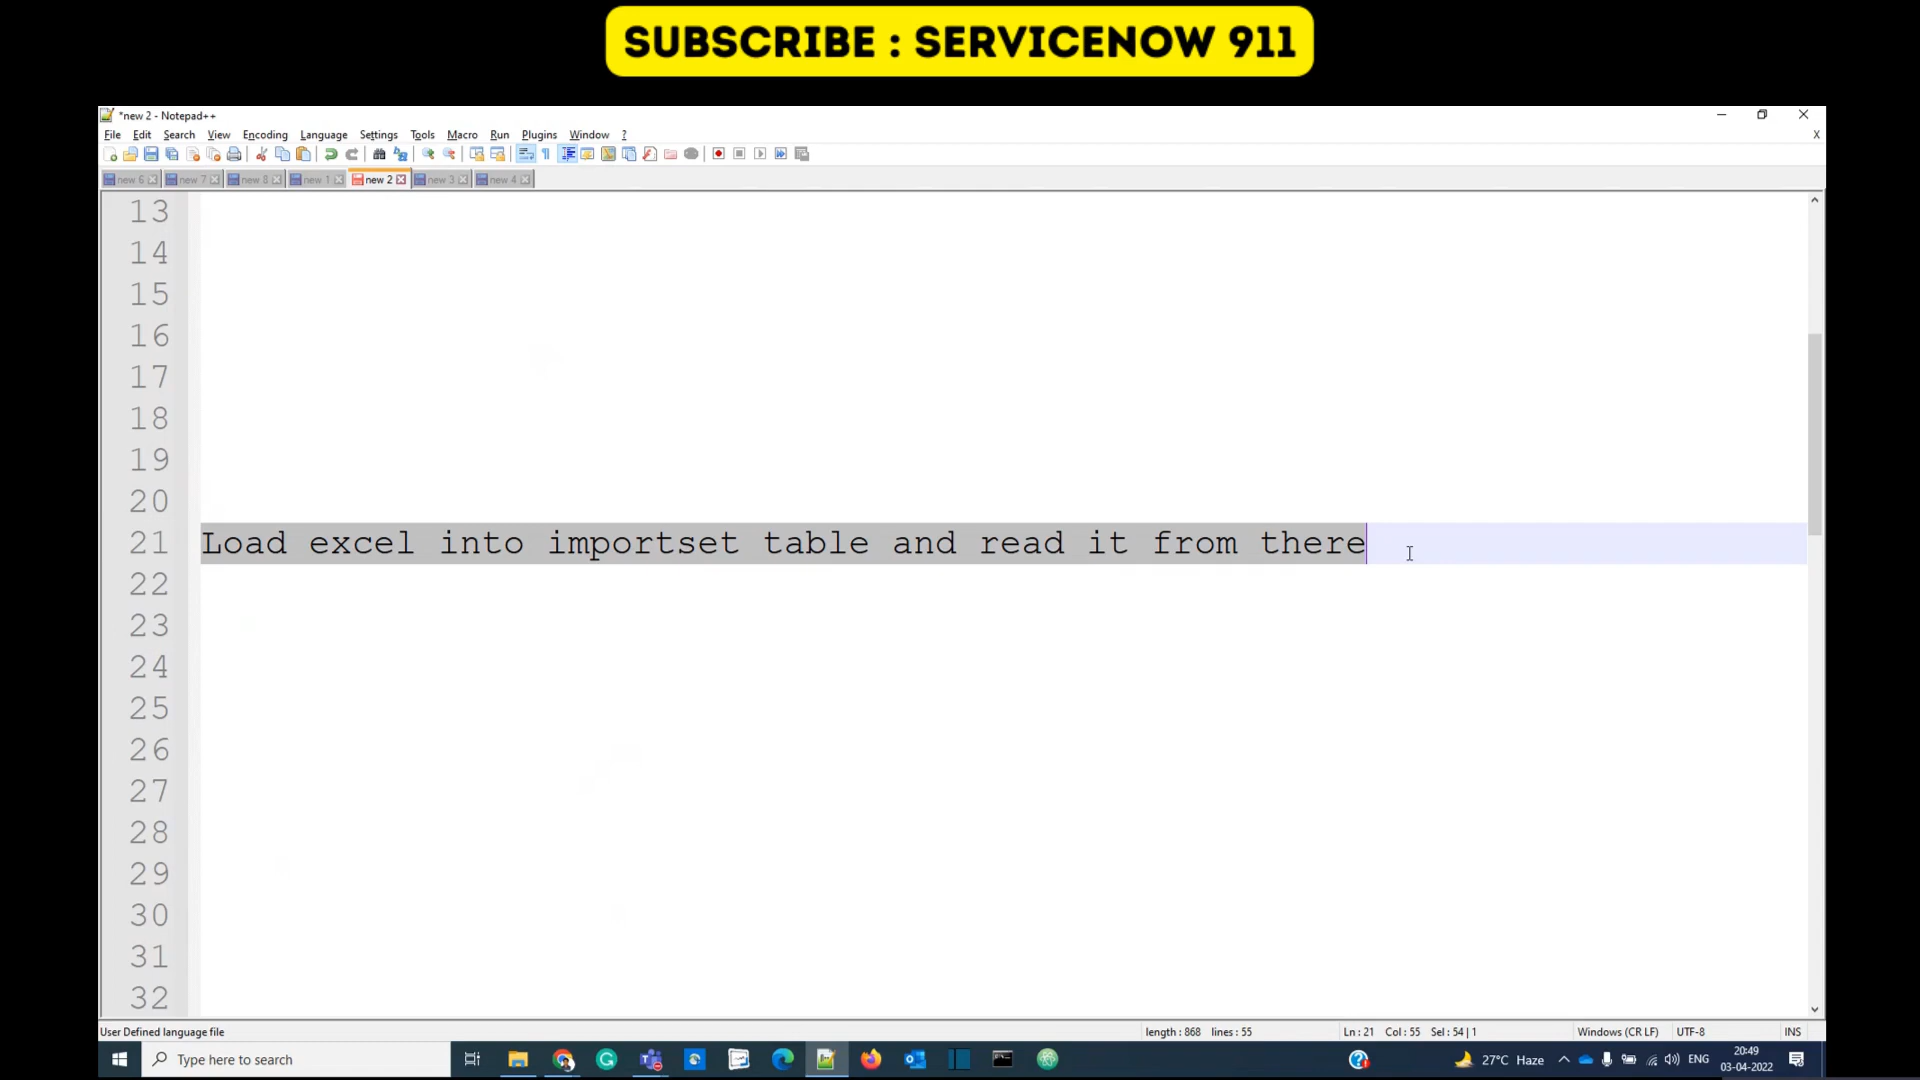 SUBSCRIBE : SERVICENOW 911
*new 2 - Notepad++
File Edit Search View Encoding Language Settings Tools Macro Run Plugins Window ?
X
new 6 new 7 new 8 new 1 new 2 new 3 new 4
13
14
15
16
17
18
19
20
21 Load excel into importset table and read it from there
22
23
24
25
26
27
28
29
30
31
32
User Defined language file length : 868 lines : 55 Ln : 21 Col : 55 Sel : 54 | 1 Windows (CR LF) UTF-8 INS
Type here to search 27°C Haze ENG 20:49
03-04-2022